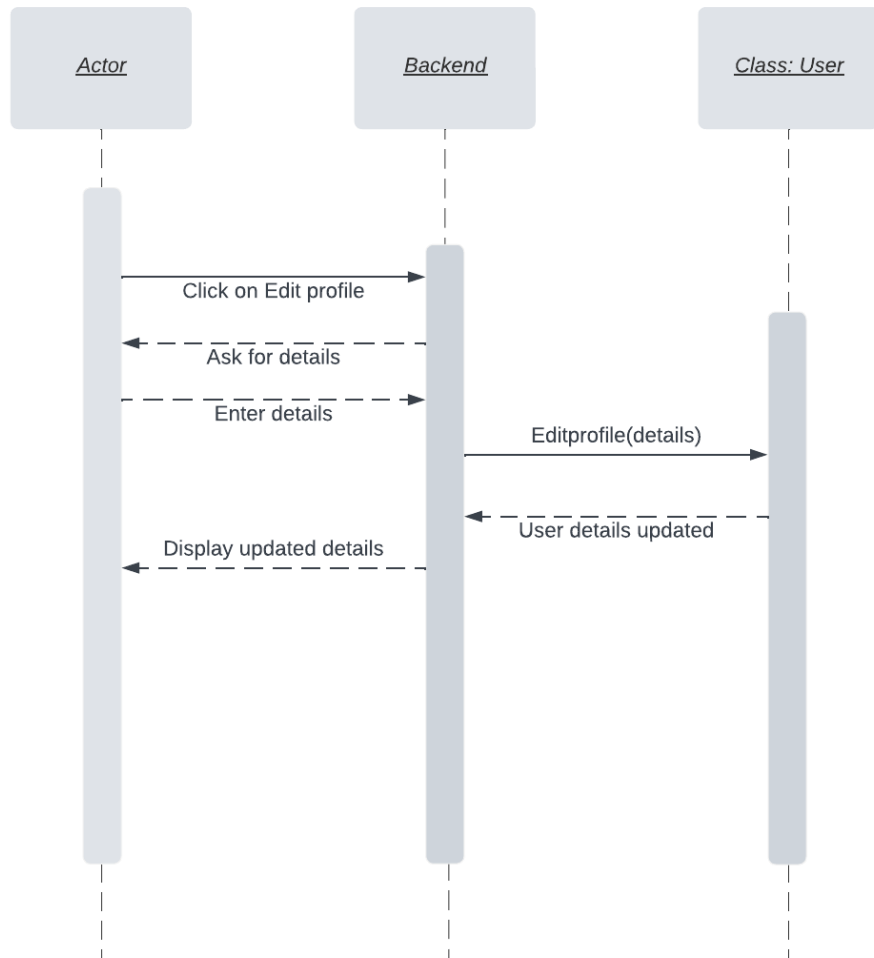 Actor
Backend
Class: User
Click on Edit profile
Ask for details
Enter details
Editprofile(details)
User details updated
Display updated details